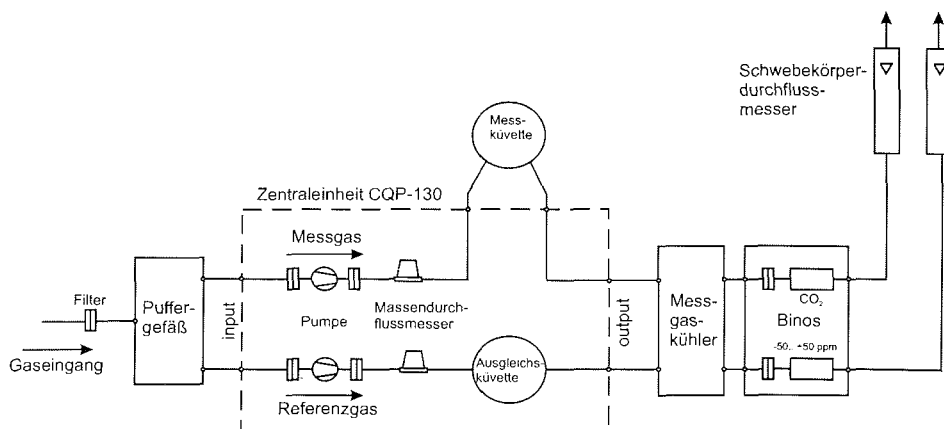 Schwebekörper-
durchfluss-
messer
Mess-
küvette
Zentraleinheit CQP-130
Messgas
Filter
Puffer-
gefäß
input
Pumpe
Massendurch-
flussmesser
output
Mess-
gas-
kühler
CO₂
Binos
Gaseingang
-50.. +50 ppm
Ausgleichs-
küvette
Referenzgas